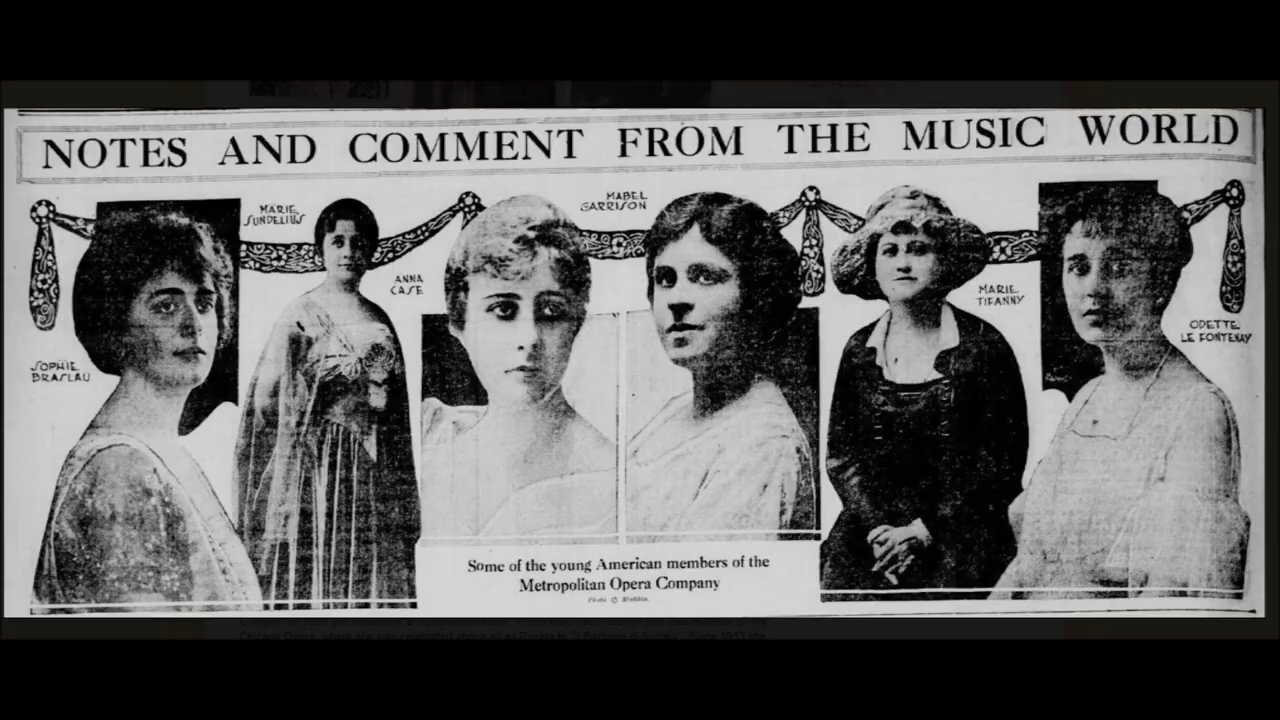 NOTES AND COMMENT FROM THE MUSIC WORLD
SOPHIE
BRASLAU
MARIE
SUNDELIUS
ANNA
CASE
MABEL
GARRISON
MARIE
TIFANNY
ODETTE
LE FONTENAY
Some of the young American members of the
Metropolitan Opera Company
Photo ©